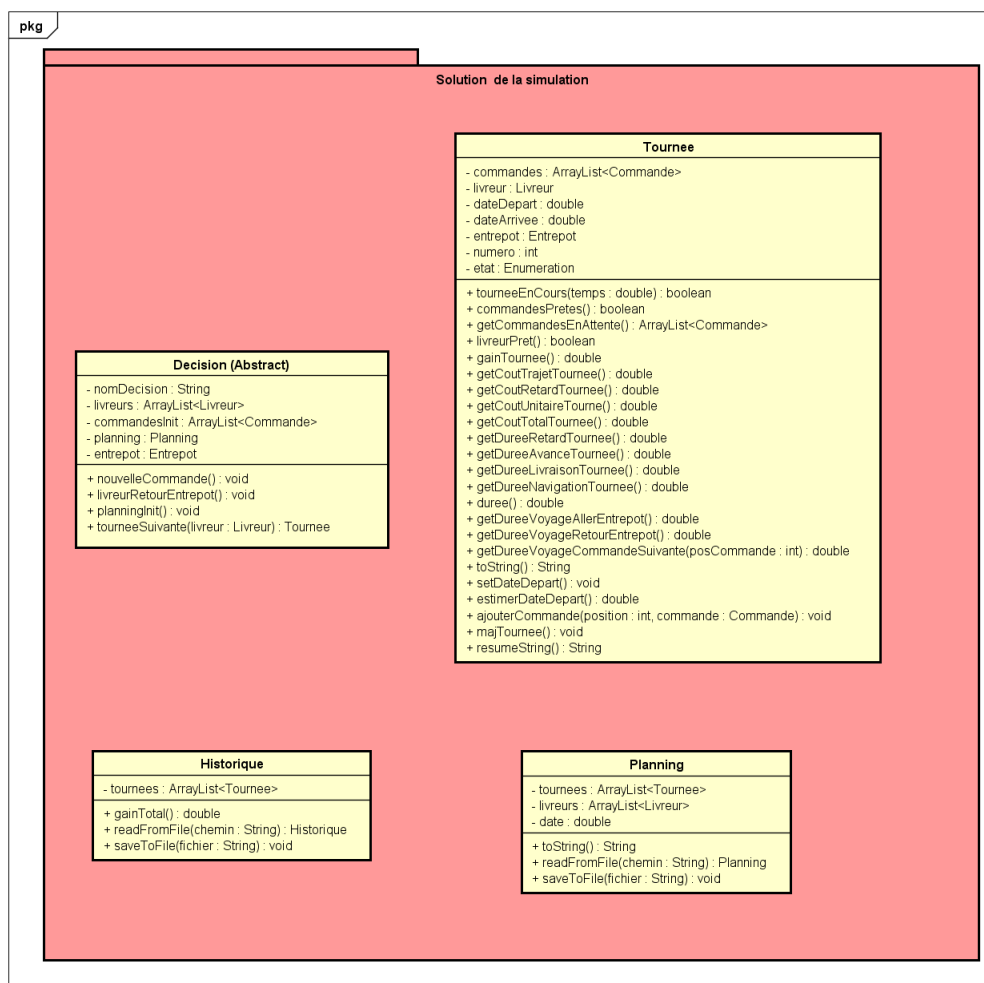 pkg
Solution  de la simulation
Tournee
- commandes : ArrayList<Commande>
- livreur : Livreur
- dateDepart : double
- dateArrivee : double
- entrepot : Entrepot
- numero : int
- etat : Enumeration
+ tourneeEnCours(temps : double) : boolean
+ commandesPretes() : boolean
+ getCommandesEnAttente() : ArrayList<Commande>
+ livreurPret() : boolean
+ gainTournee() : double
+ getCoutTrajetTournee() : double
+ getCoutRetardTournee() : double
+ getCoutUnitaireTourne() : double
+ getCoutTotalTournee() : double
+ getDureeRetardTournee() : double
+ getDureeAvanceTournee() : double
+ getDureeLivraisonTournee() : double
+ getDureeNavigationTournee() : double
+ duree() : double
+ getDureeVoyageAllerEntrepot() : double
+ getDureeVoyageRetourEntrepot() : double
+ getDureeVoyageCommandeSuivante(posCommande : int) : double
+ toString() : String
+ setDateDepart() : void
+ estimerDateDepart() : double
+ ajouterCommande(position : int, commande : Commande) : void
+ majTournee() : void
+ resumeString() : String
Decision (Abstract)
- nomDecision : String
- livreurs : ArrayList<Livreur>
- commandesInit : ArrayList<Commande>
- planning : Planning
- entrepot : Entrepot
+ nouvelleCommande() : void
+ livreurRetourEntrepot() : void
+ planningInit() : void
+ tourneeSuivante(livreur : Livreur) : Tournee
Historique
- tournees : ArrayList<Tournee>
+ gainTotal() : double
+ readFromFile(chemin : String) : Historique
+ saveToFile(fichier : String) : void
Planning
- tournees : ArrayList<Tournee>
- livreurs : ArrayList<Livreur>
- date : double
+ toString() : String
+ readFromFile(chemin : String) : Planning
+ saveToFile(fichier : String) : void